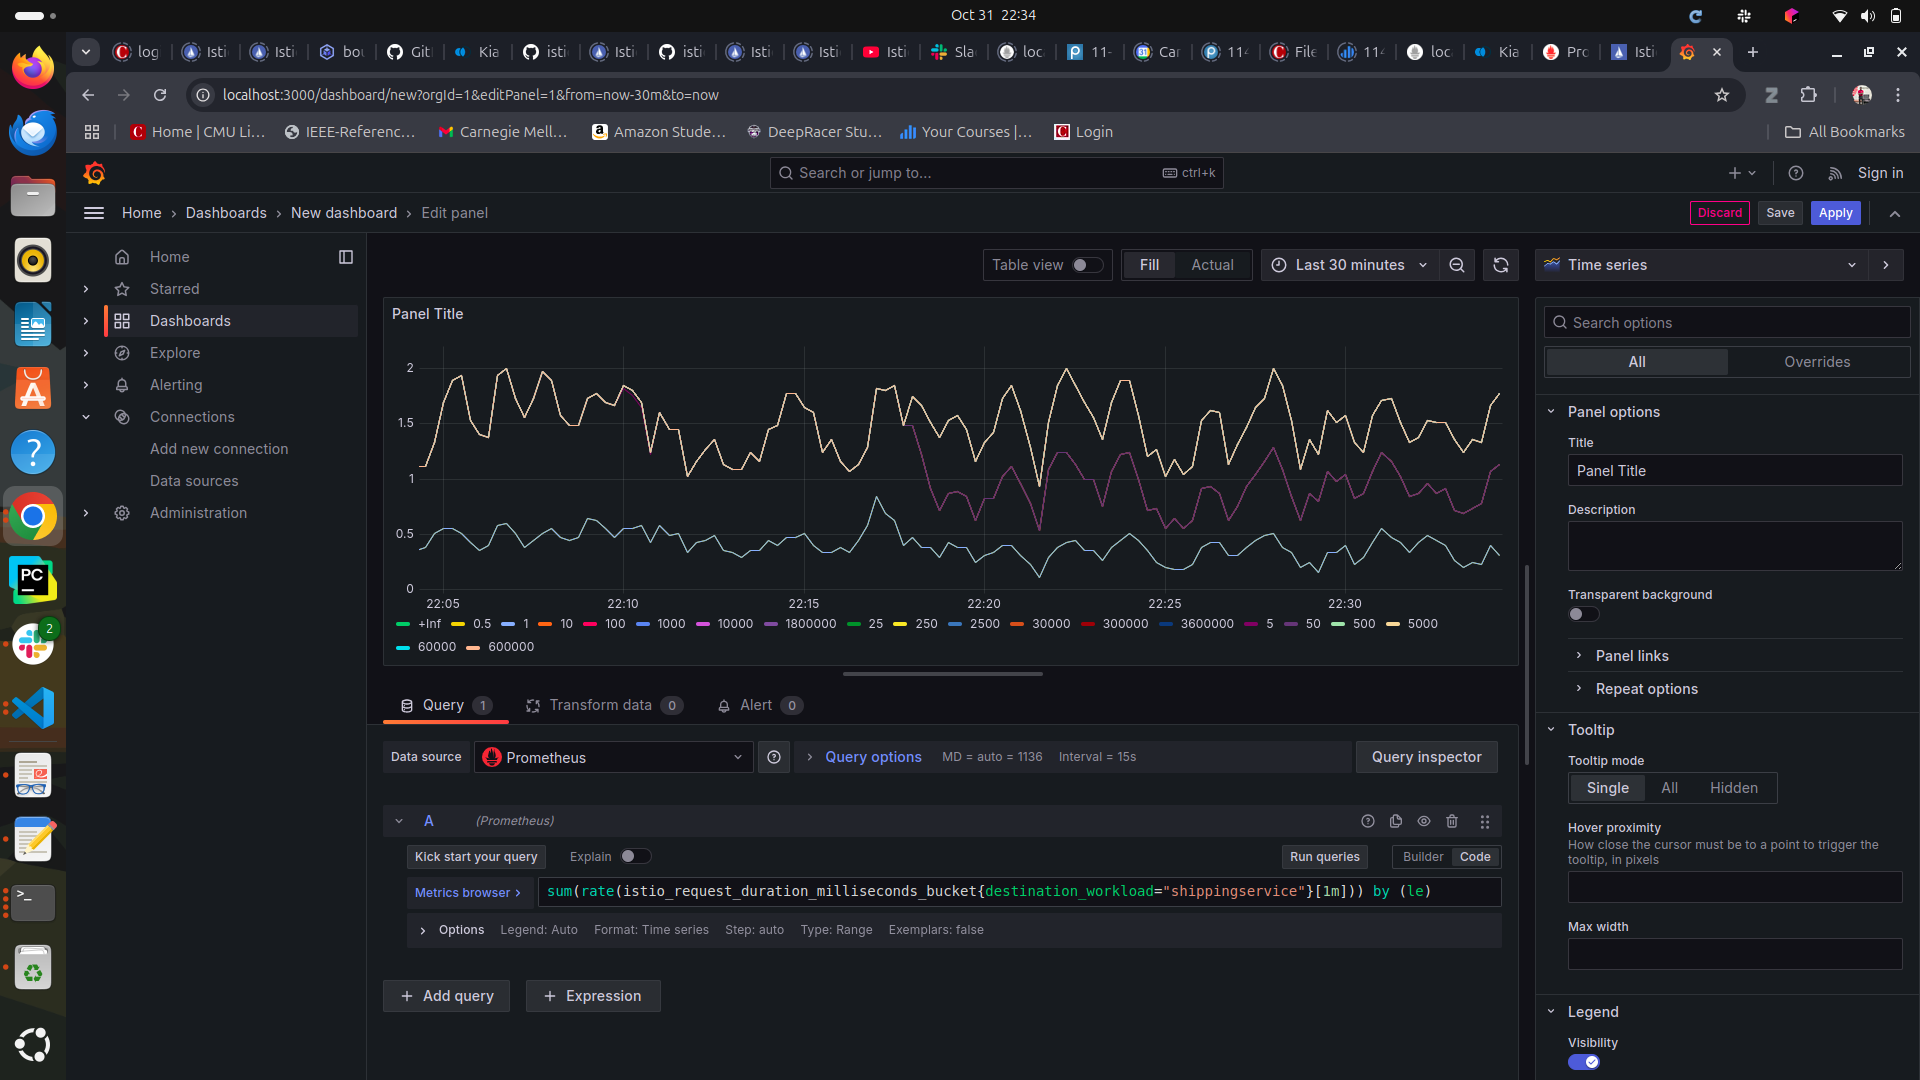 Oct 31 22:34
log
Isti
Isti
bou
Git
Kia
isti
Isti
isti
Isti
Isti
Isti
Sla
loc
11-
Car
114
File
114
loc
Kia
Pro
Isti
localhost:3000/dashboard/new?orgId=1&editPanel=1&from=now-30m&to=now
Home | CMU Li...
IEEE-Referenc...
Carnegie Mell...
Amazon Stude...
DeepRacer Stu...
Your Courses |...
Login
All Bookmarks
Search or jump to...
ctrl+k
Sign in
Home › Dashboards › New dashboard › Edit panel
Discard
Save
Apply
Home
Starred
Dashboards
Explore
Alerting
Connections
Add new connection
Data sources
Administration
Table view
Fill
Actual
Last 30 minutes
Time series
Panel Title
2
1.5
1
0.5
0
22:05
22:10
22:15
22:20
22:25
22:30
+Inf 0.5 1 10 100 1000 10000 1800000 25 250 2500 30000 300000 3600000 5 50 500 5000
60000 600000
Query 1
Transform data 0
Alert 0
Data source
Prometheus
Query options
MD = auto = 1136
Interval = 15s
Query inspector
A
(Prometheus)
Kick start your query
Explain
Run queries
Builder
Code
Metrics browser >
sum(rate(istio_request_duration_milliseconds_bucket{destination_workload="shippingservice"}[1m])) by (le)
Options
Legend: Auto
Format: Time series
Step: auto
Type: Range
Exemplars: false
+ Add query
+ Expression
Search options
All
Overrides
Panel options
Title
Panel Title
Description
Transparent background
Panel links
Repeat options
Tooltip
Tooltip mode
Single
All
Hidden
Hover proximity
How close the cursor must be to a point to trigger the
tooltip, in pixels
Max width
Legend
Visibility
PC
2